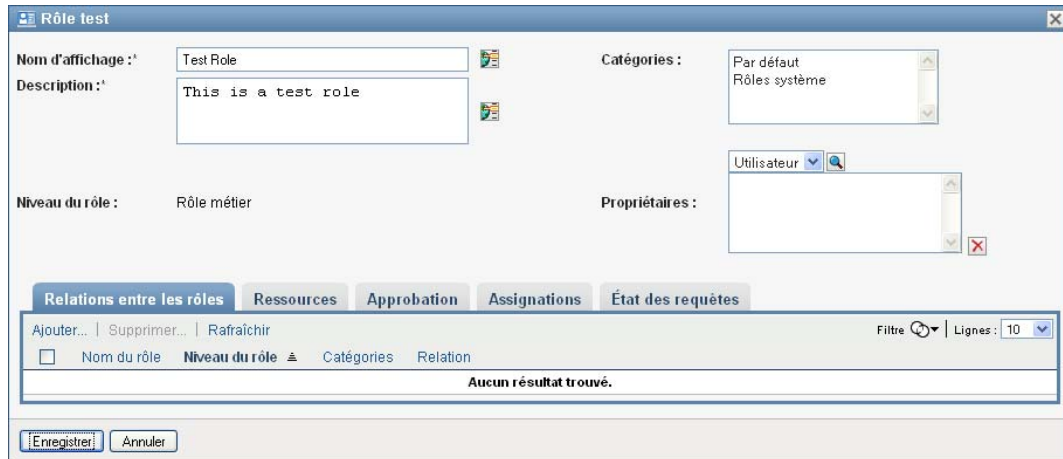 Rôle test
Nom d'affichage :*
Test Role
Catégories :
Par défaut
Rôles système
Description :*
This is a test role
Utilisateur
Niveau du rôle :
Rôle métier
Propriétaires :
Relations entre les rôles Ressources Approbation Assignations État des requêtes
Ajouter... | Supprimer... | Rafraîchir Filtre | Lignes : 10
Nom du rôle Niveau du rôle Catégories Relation
Aucun résultat trouvé.
Enregistrer Annuler